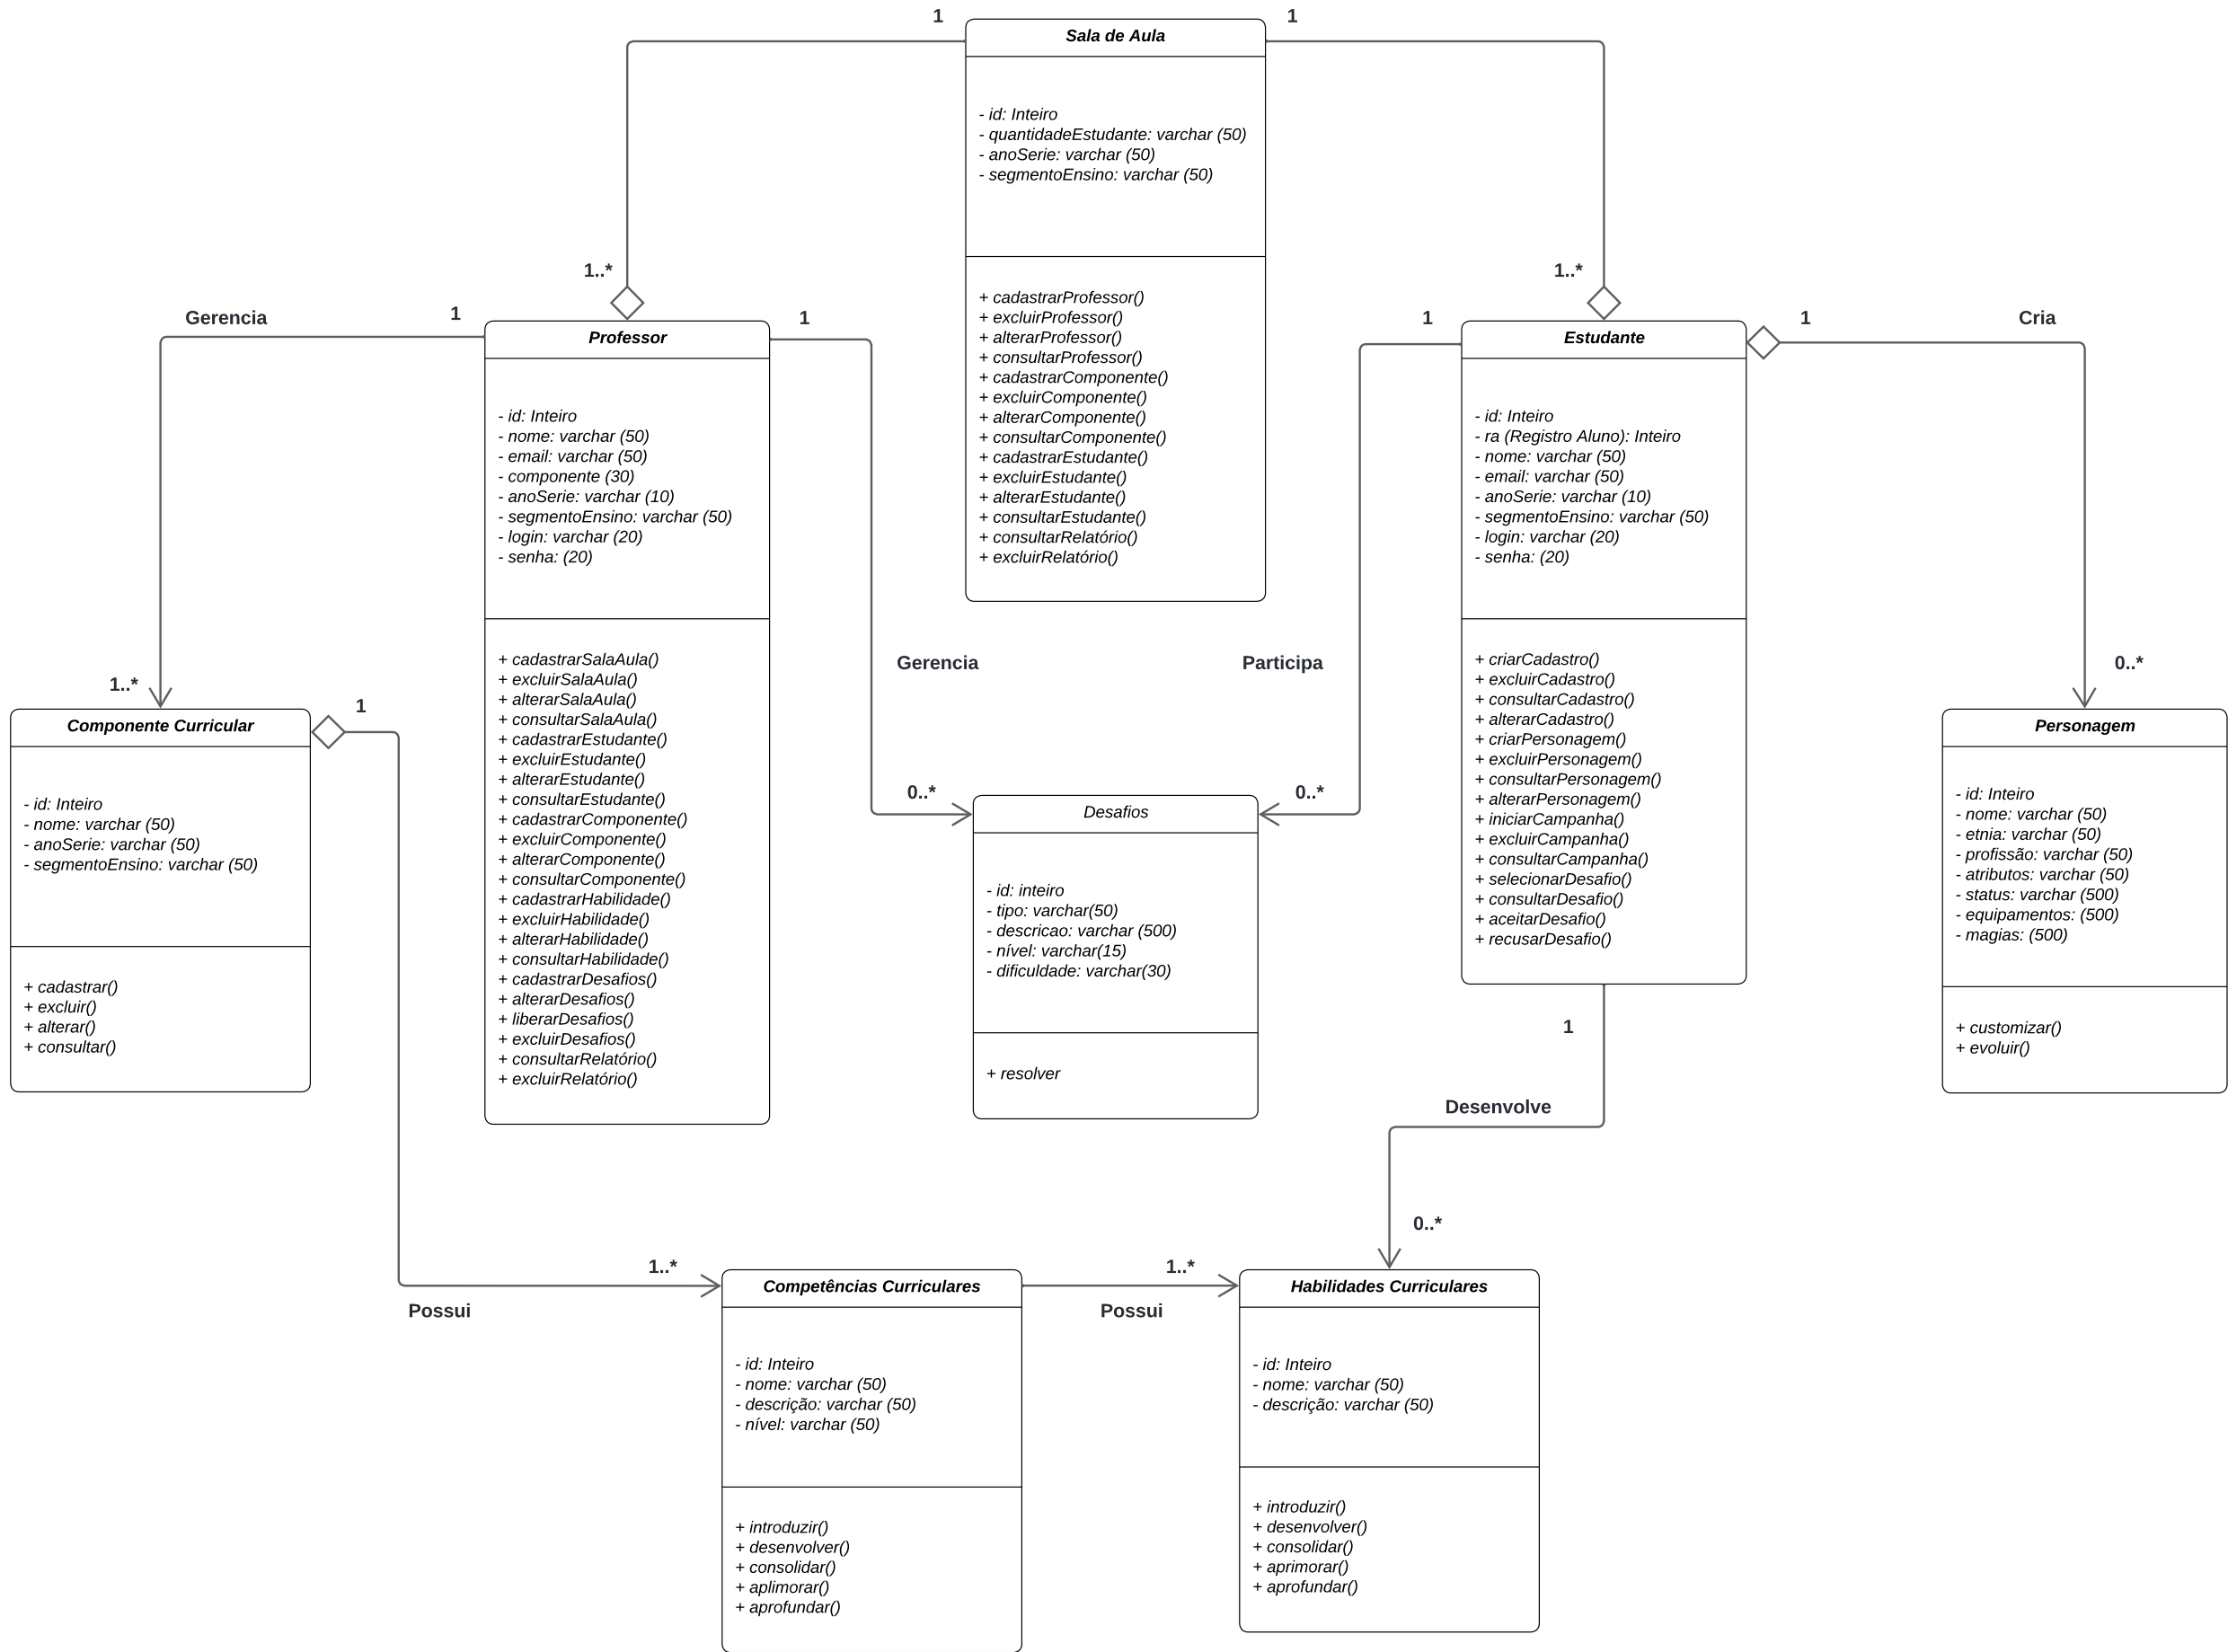 1
1
Sala de Aula
- id: Inteiro
- quantidadeEstudante: varchar (50)
- anoSerie: varchar (50)
- segmentoEnsino: varchar (50)
+ cadastrarProfessor()
+ excluirProfessor()
+ alterarProfessor()
+ consultarProfessor()
+ cadastrarComponente()
+ excluirComponente()
+ alterarComponente()
+ consultarComponente()
+ cadastrarEstudante()
+ excluirEstudante()
+ alterarEstudante()
+ consultarEstudante()
+ consultarRelatório()
+ excluirRelatório()
1..*
1..*
Gerencia
1
1
1
1
Cria
Professor
- id: Inteiro
- nome: varchar (50)
- email: varchar (50)
- componente (30)
- anoSerie: varchar (10)
- segmentoEnsino: varchar (50)
- login: varchar (20)
- senha: (20)
+ cadastrarSalaAula()
+ excluirSalaAula()
+ alterarSalaAula()
+ consultarSalaAula()
+ cadastrarEstudante()
+ excluirEstudante()
+ alterarEstudante()
+ consultarEstudante()
+ cadastrarComponente()
+ excluirComponente()
+ alterarComponente()
+ consultarComponente()
+ cadastrarHabilidade()
+ excluirHabilidade()
+ alterarHabilidade()
+ consultarHabilidade()
+ cadastrarDesafios()
+ alterarDesafios()
+ liberarDesafios()
+ excluirDesafios()
+ consultarRelatório()
+ excluirRelatório()
Estudante
- id: Inteiro
- ra (Registro Aluno): Inteiro
- nome: varchar (50)
- email: varchar (50)
- anoSerie: varchar (10)
- segmentoEnsino: varchar (50)
- login: varchar (20)
- senha: (20)
+ criarCadastro()
+ excluirCadastro()
+ consultarCadastro()
+ alterarCadastro()
+ criarPersonagem()
+ excluirPersonagem()
+ consultarPersonagem()
+ alterarPersonagem()
+ iniciarCampanha()
+ excluirCampanha()
+ consultarCampanha()
+ selecionarDesafio()
+ consultarDesafio()
+ aceitarDesafio()
+ recusarDesafio()
Gerencia
Participa
0..*
1..*
1
Componente Curricular
- id: Inteiro
- nome: varchar (50)
- anoSerie: varchar (50)
- segmentoEnsino: varchar (50)
+ cadastrar()
+ excluir()
+ alterar()
+ consultar()
0..*
0..*
Desafios
- id: inteiro
- tipo: varchar(50)
- descricao: varchar (500)
- nível: varchar(15)
- dificuldade: varchar(30)
+ resolver
Personagem
- id: Inteiro
- nome: varchar (50)
- etnia: varchar (50)
- profissão: varchar (50)
- atributos: varchar (50)
- status: varchar (500)
- equipamentos: (500)
- magias: (500)
+ customizar()
+ evoluir()
1
Desenvolve
0..*
1..*
1..*
Possui
Possui
Competências Curriculares
- id: Inteiro
- nome: varchar (50)
- descrição: varchar (50)
- nível: varchar (50)
+ introduzir()
+ desenvolver()
+ consolidar()
+ aplimorar()
+ aprofundar()
Habilidades Curriculares
- id: Inteiro
- nome: varchar (50)
- descrição: varchar (50)
+ introduzir()
+ desenvolver()
+ consolidar()
+ aprimorar()
+ aprofundar()